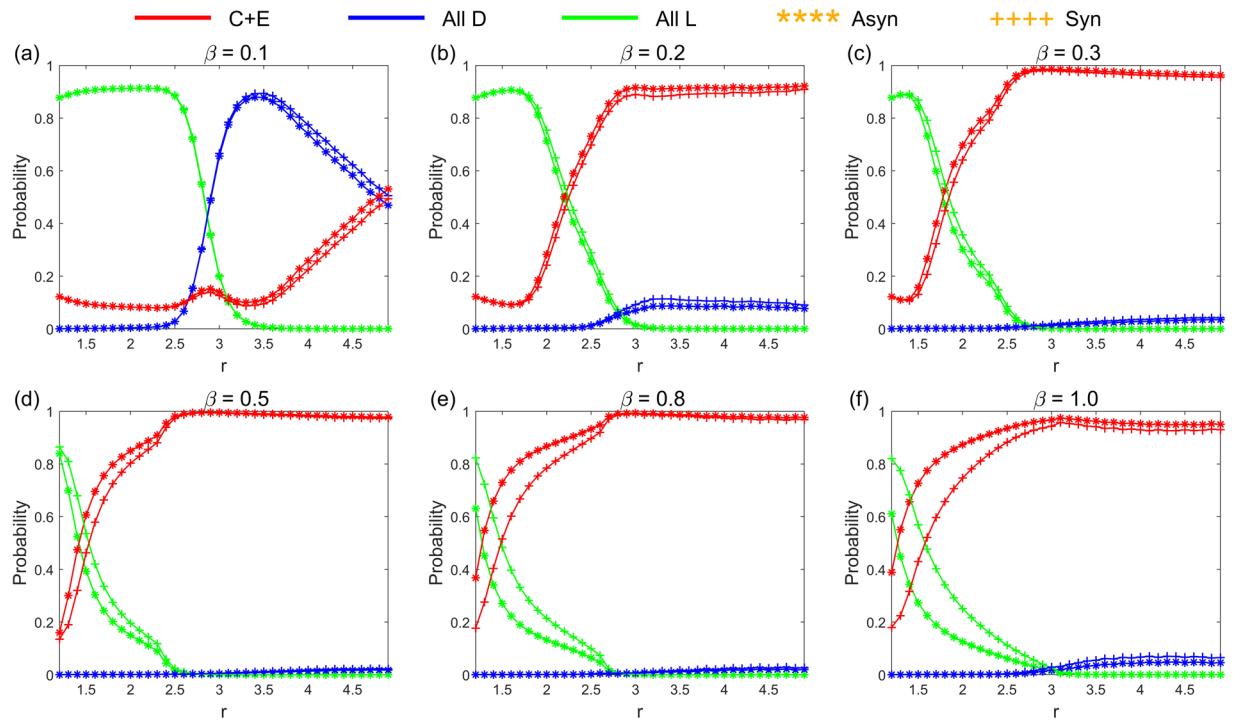 C+E All D All L **** Asyn ++++ Syn
(a) β = 0.1
Probability
1
0.8
0.6
0.4
0.2
0
1.5 2 2.5 3 3.5 4 4.5
r
(b) β = 0.2
Probability
1
0.8
0.6
0.4
0.2
0
1.5 2 2.5 3 3.5 4 4.5
r
(c) β = 0.3
Probability
1
0.8
0.6
0.4
0.2
0
1.5 2 2.5 3 3.5 4 4.5
r
(d) β = 0.5
Probability
1
0.8
0.6
0.4
0.2
0
1.5 2 2.5 3 3.5 4 4.5
r
(e) β = 0.8
Probability
1
0.8
0.6
0.4
0.2
0
1.5 2 2.5 3 3.5 4 4.5
r
(f) β = 1.0
Probability
1
0.8
0.6
0.4
0.2
0
1.5 2 2.5 3 3.5 4 4.5
r